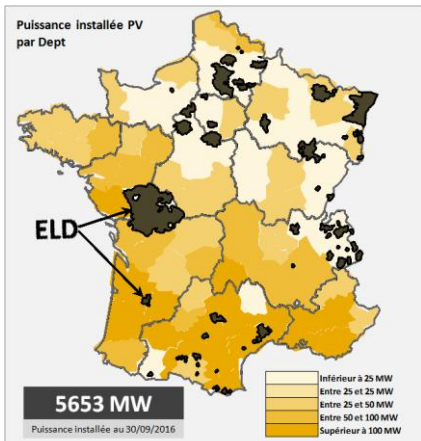 Puissance installée PV
par Dept
ELD
5653 MW
Puissance installée au 30/09/2016
Inférieur à 25 MW
Entre 25 et 25 MW
Entre 25 et 50 MW
Entre 50 et 100 MW
Supérieur à 100 MW